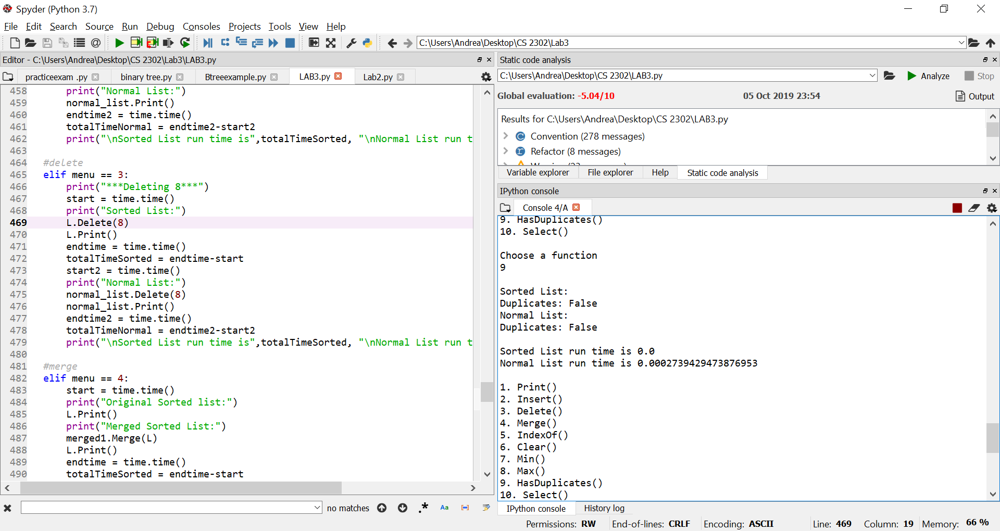 Spyder (Python 3.7)
File Edit Search Source Run Debug Consoles Projects Tools View Help
C:\Users\Andrea\Desktop\CS 2302\Lab3
Editor - C:\Users\Andrea\Desktop\CS 2302\Lab3\LAB3.py
practiceexam .py binary tree.py Btreeexample.py LAB3.py Lab2.py
458 print("Normal List:")
459 normal_list.Print()
460 endtime2 = time.time()
461 totalTimeNormal = endtime2-start2
462 print("\nSorted List run time is",totalTimeSorted, "\nNormal List run t
463
464 #delete
465 elif menu == 3:
466 print("***Deleting 8***")
467 start = time.time()
468 print("Sorted List:")
469 L.Delete(8)
470 L.Print()
471 endtime = time.time()
472 totalTimeSorted = endtime-start
473 start2 = time.time()
474 print("Normal List:")
475 normal_list.Delete(8)
476 normal_list.Print()
477 endtime2 = time.time()
478 totalTimeNormal = endtime2-start2
479 print("\nSorted List run time is",totalTimeSorted, "\nNormal List run t
480
481 #merge
482 elif menu == 4:
483 start = time.time()
484 print("Original Sorted list:")
485 L.Print()
486 print("Merged Sorted List:")
487 merged1.Merge(L)
488 L.Print()
489 endtime = time.time()
490 totalTimeSorted = endtime-start
no matches .* Aa
Static code analysis
C:\Users\Andrea\Desktop\CS 2302\LAB3.py Analyze Stop
Global evaluation: -5.04/10 05 Oct 2019 23:54 Output
Results for C:\Users\Andrea\Desktop\CS 2302\LAB3.py
Convention (278 messages)
Refactor (8 messages)
Variable explorer File explorer Help Static code analysis
IPython console
Console 4/A
9. HasDuplicates()
10. Select()
Choose a function
9
Sorted List:
Duplicates: False
Normal List:
Duplicates: False
Sorted List run time is 0.0
Normal List run time is 0.0002739429473876953
1. Print()
2. Insert()
3. Delete()
4. Merge()
5. IndexOf()
6. Clear()
7. Min()
8. Max()
9. HasDuplicates()
10. Select()
IPython console History log
Permissions: RW End-of-lines: CRLF Encoding: ASCII Line: 469 Column: 19 Memory: 66 %